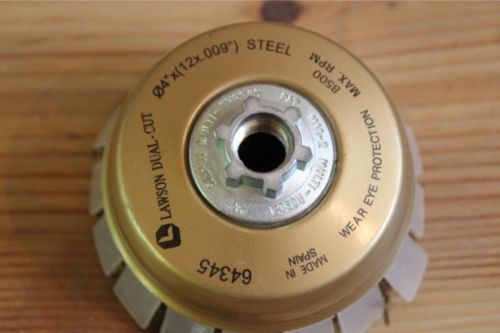 Ø4"x(12x.009") STEEL
8500
MAX. RPM
WEAR EYE PROTECTION
MADE IN
SPAIN
64345
L
LAWSON DUAL-CUT